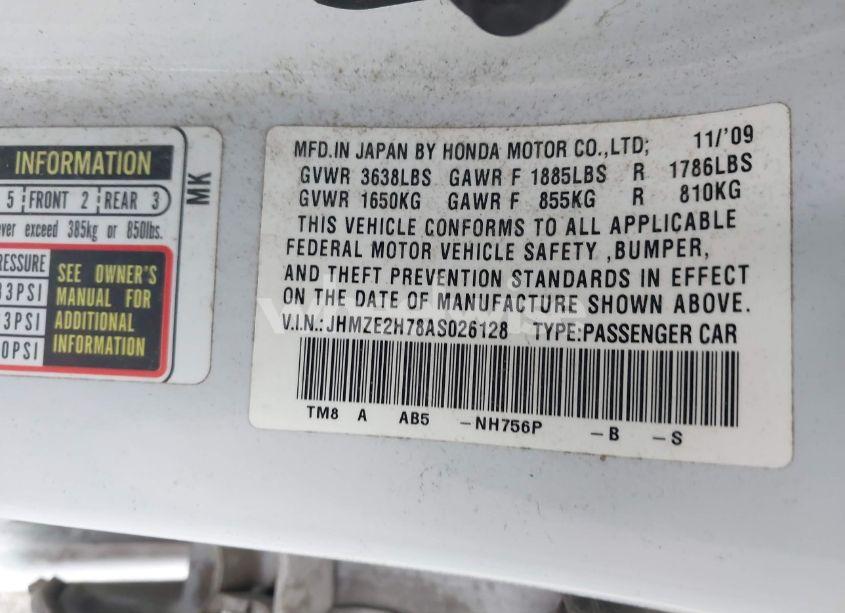 INFORMATION
5 FRONT 2 REAR 3
ever exceed 385kg or 850lbs.
RESSURE
33PSI
33PSI
0PSI
SEE OWNER'S
MANUAL FOR
ADDITIONAL
INFORMATION
MK
MFD.IN JAPAN BY HONDA MOTOR CO.,LTD; 11/'09
GVWR 3638LBS GAWR F 1885LBS R 1786LBS
GVWR 1650KG GAWR F 855KG R 810KG
THIS VEHICLE CONFORMS TO ALL APPLICABLE
FEDERAL MOTOR VEHICLE SAFETY ,BUMPER,
AND THEFT PREVENTION STANDARDS IN EFFECT
ON THE DATE OF MANUFACTURE SHOWN ABOVE.
V.I.N.:JHMZE2H78AS026128 TYPE:PASSENGER CAR
TM8 A AB5 -NH756P -B -S